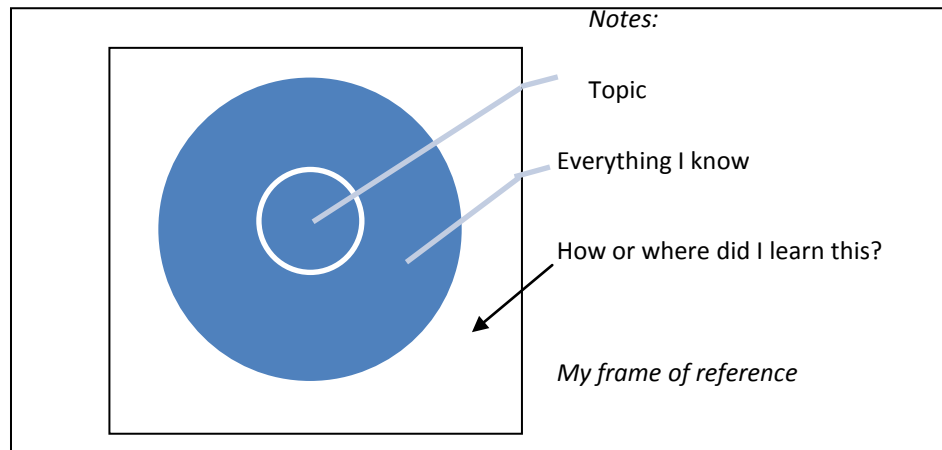 Notes:
Topic
Everything I know
How or where did I learn this?
My frame of reference